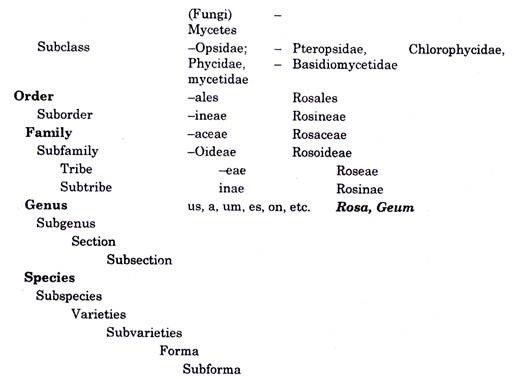 (Fungi) –
Mycetes
Subclass –Opsidae; – Pteropsidae, Chlorophycidae,
Phycidae, – Basidiomycetidae
mycetidae
Order –ales Rosales
Suborder –ineae Rosineae
Family –aceae Rosaceae
Subfamily –Oideae Rosoideae
Tribe –eae Roseae
Subtribe inae Rosinae
Genus us, a, um, es, on, etc. Rosa, Geum
Subgenus
Section
Subsection
Species
Subspecies
Varieties
Subvarieties
Forma
Subforma